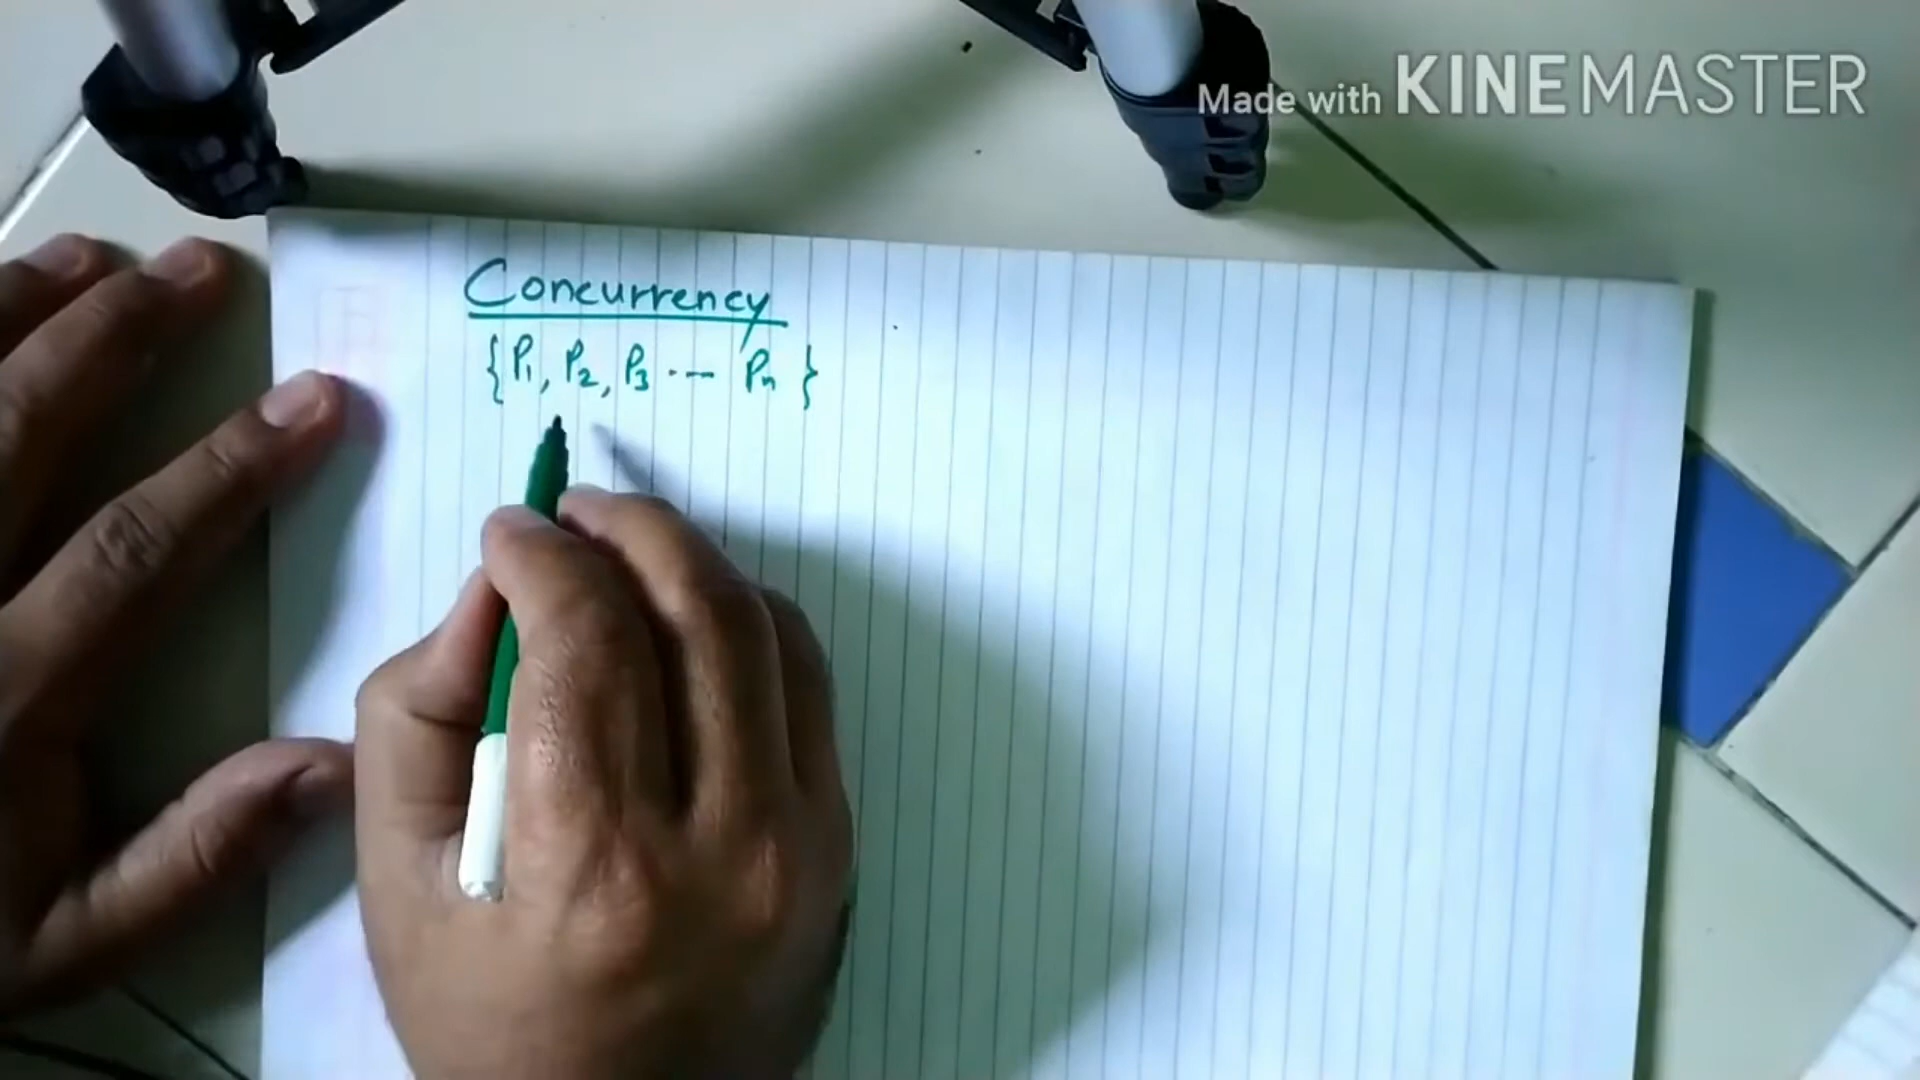 Made with KINEMASTER
Concurrency
{P1, P2, P3 ---- Pn}